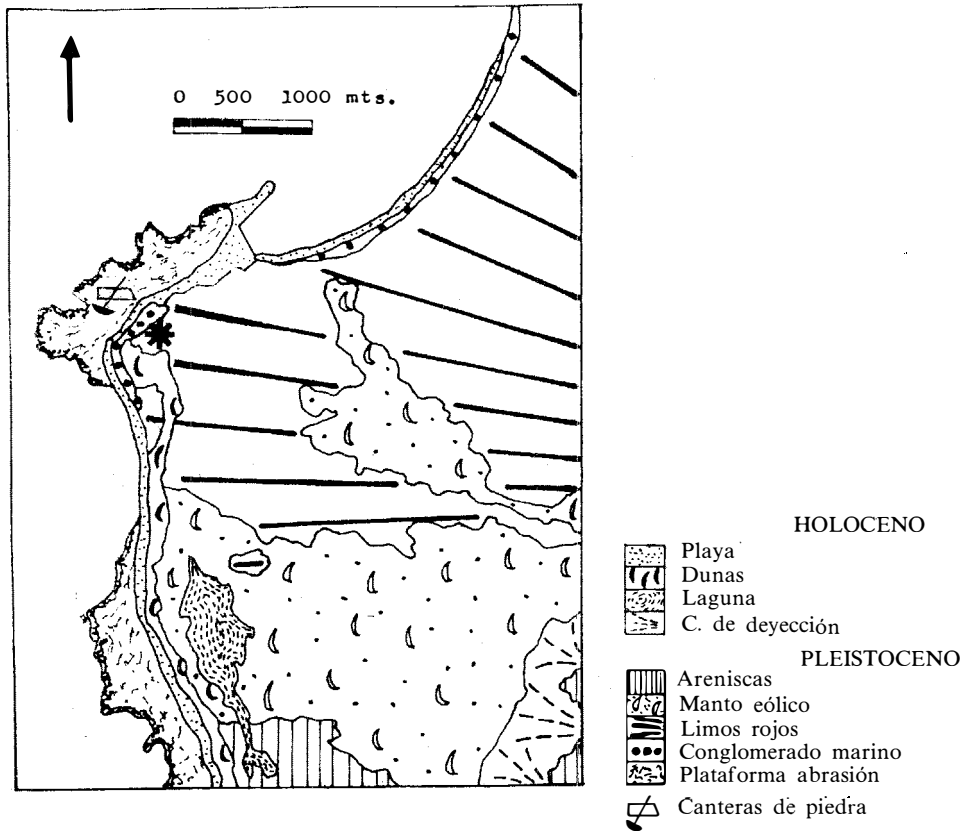 0 500 1000 mts.
HOLOCENO
Playa
Dunas
Laguna
C. de deyección
PLEISTOCENO
Areniscas
Manto eólico
Limos rojos
Conglomerado marino
Plataforma abrasión
Canteras de piedra